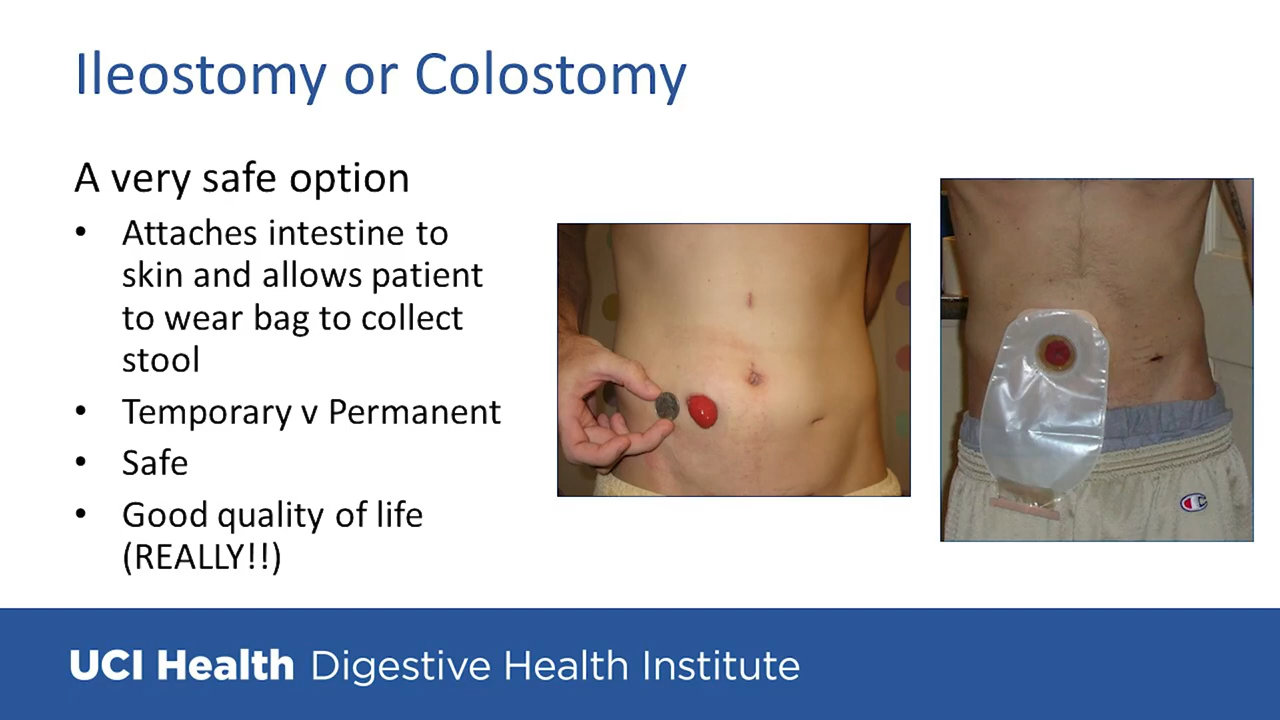 Ileostomy or Colostomy
A very safe option
• Attaches intestine to
skin and allows patient
to wear bag to collect
stool
• Temporary v Permanent
• Safe
• Good quality of life
(REALLY!!)
UCI Health Digestive Health Institute